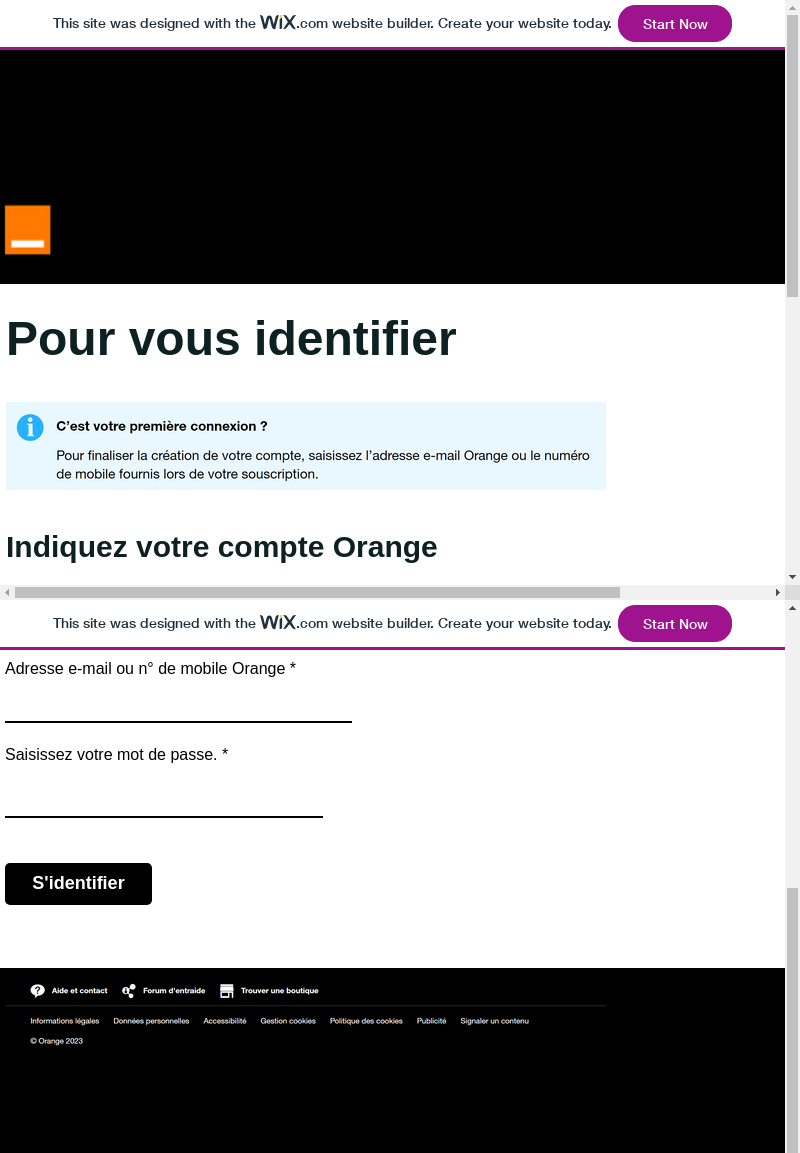 This site was designed with the WiX.com website builder. Create your website today. Start Now
Pour vous identifier
C’est votre première connexion ?
Pour finaliser la création de votre compte, saisissez l’adresse e-mail Orange ou le numéro
de mobile fournis lors de votre souscription.
Indiquez votre compte Orange
This site was designed with the WiX.com website builder. Create your website today. Start Now
Adresse e-mail ou n° de mobile Orange *
Saisissez votre mot de passe. *
S'identifier
Aide et contact Forum d'entraide Trouver une boutique
Informations légales Données personnelles Accessibilité Gestion cookies Politique des cookies Publicité Signaler un contenu
© Orange 2023